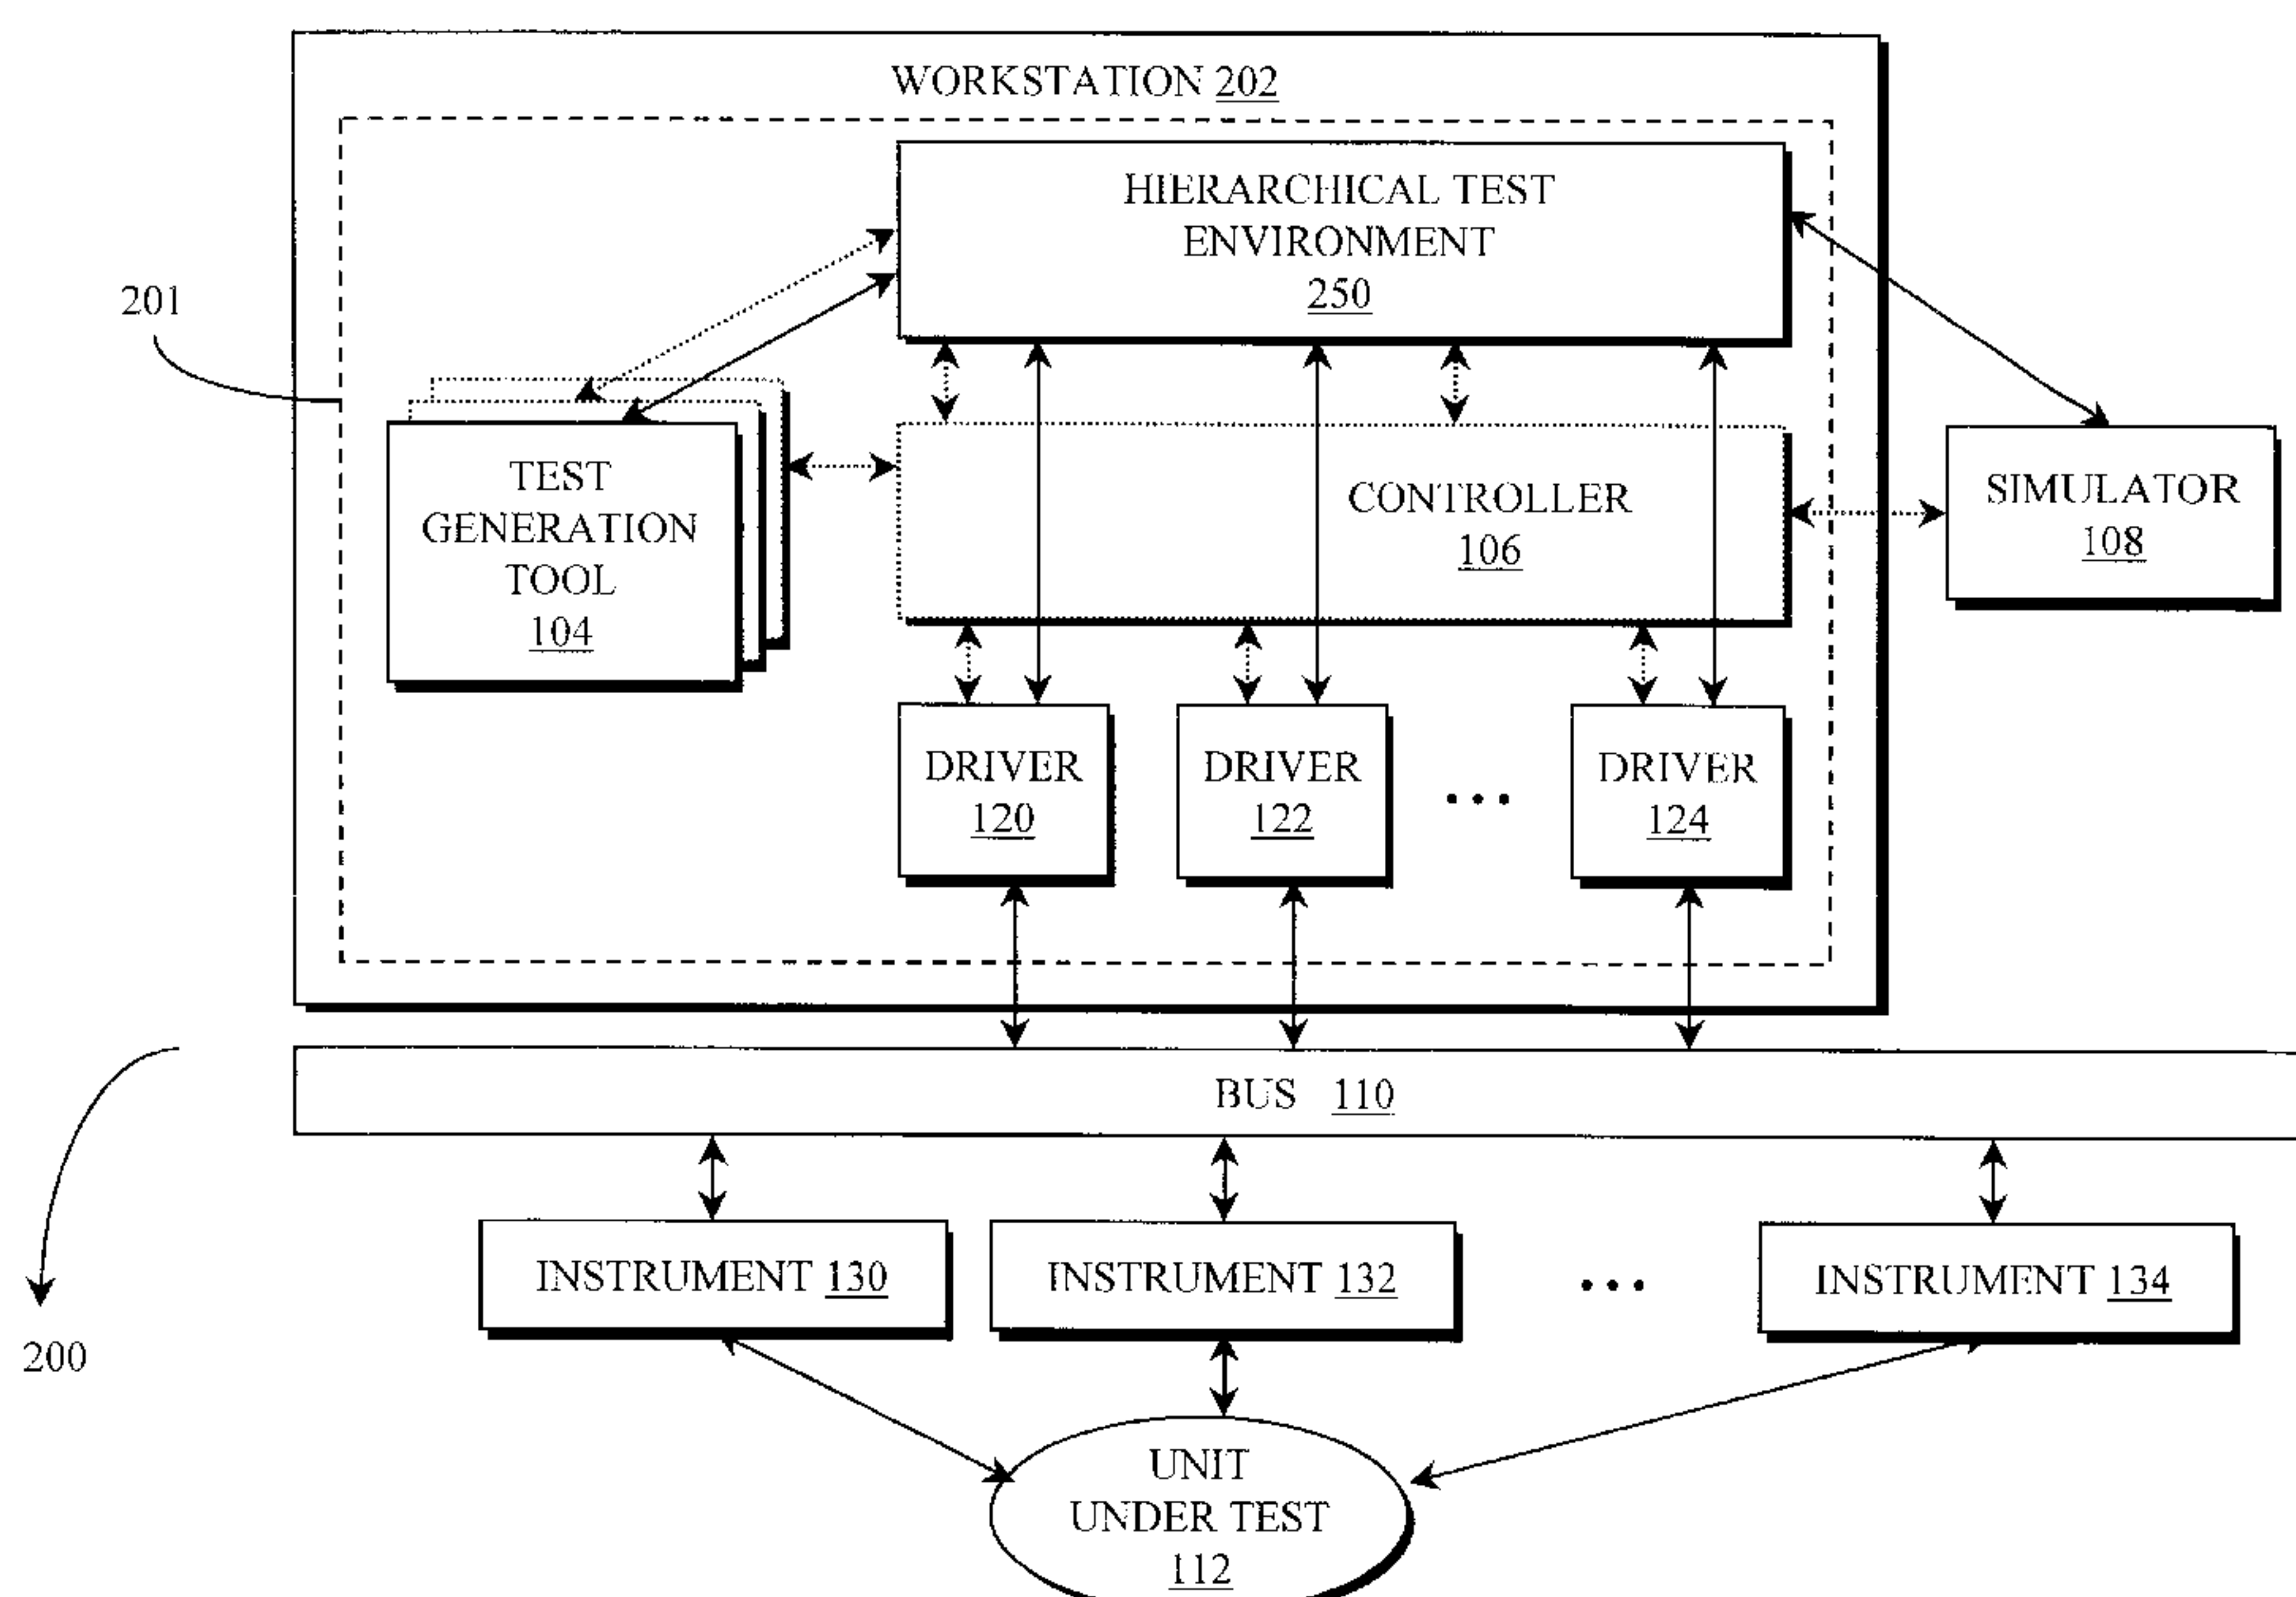 WORKSTATION 202
HIERARCHICAL TEST
ENVIRONMENT
250
201
TEST
GENERATION
TOOL
104
CONTROLLER
106
SIMULATOR
108
DRIVER
120
DRIVER
122
• • •
DRIVER
124
BUS 110
INSTRUMENT 130
INSTRUMENT 132
• • •
INSTRUMENT 134
200
UNIT
UNDER TEST
112